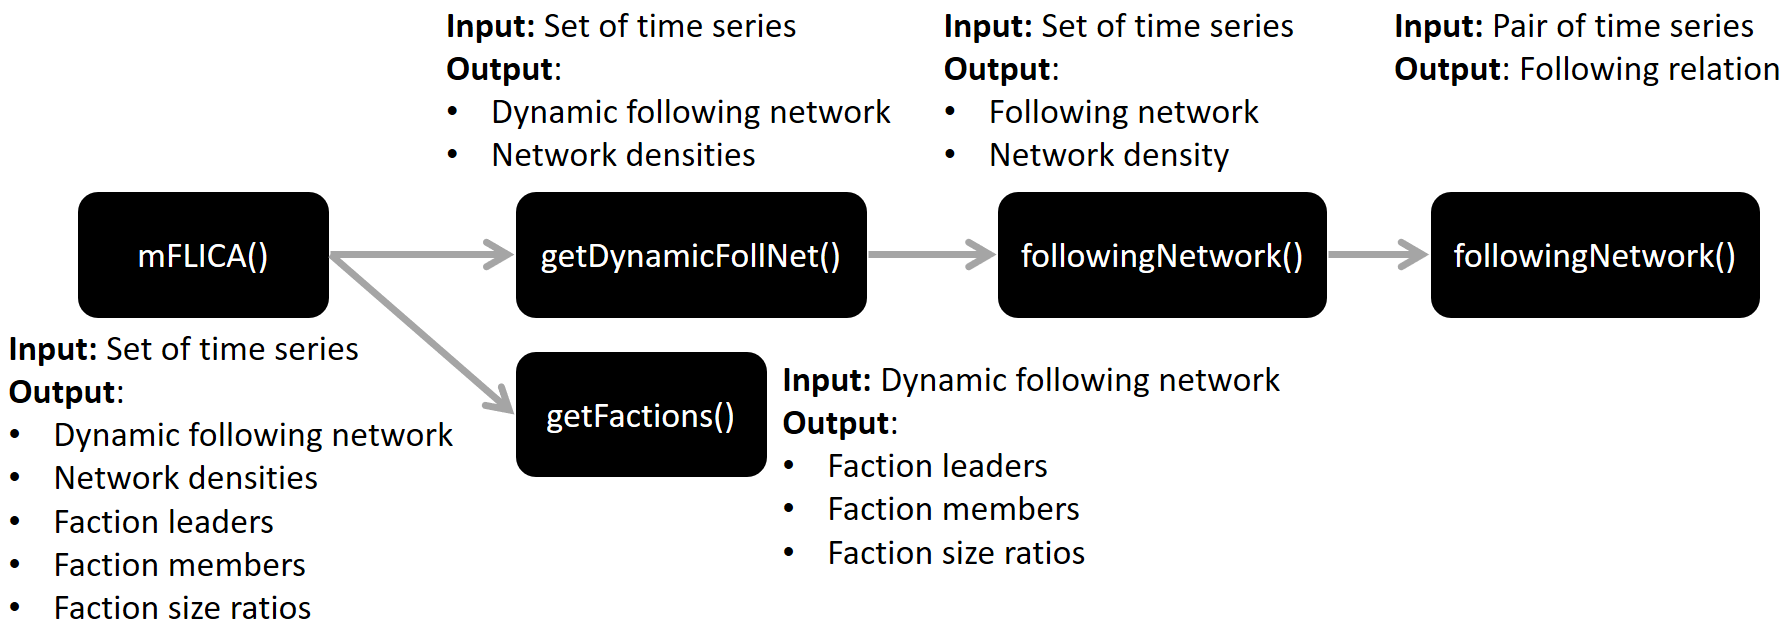 Input: Set of time series
Output:
• Dynamic following network
• Network densities
Input: Set of time series
Output:
• Following network
• Network density
Input: Pair of time series
Output: Following relation
mFLICA()
getDynamicFollNet()
followingNetwork()
followingNetwork()
Input: Set of time series
Output:
• Dynamic following network
• Network densities
• Faction leaders
• Faction members
• Faction size ratios
getFactions()
Input: Dynamic following network
Output:
• Faction leaders
• Faction members
• Faction size ratios